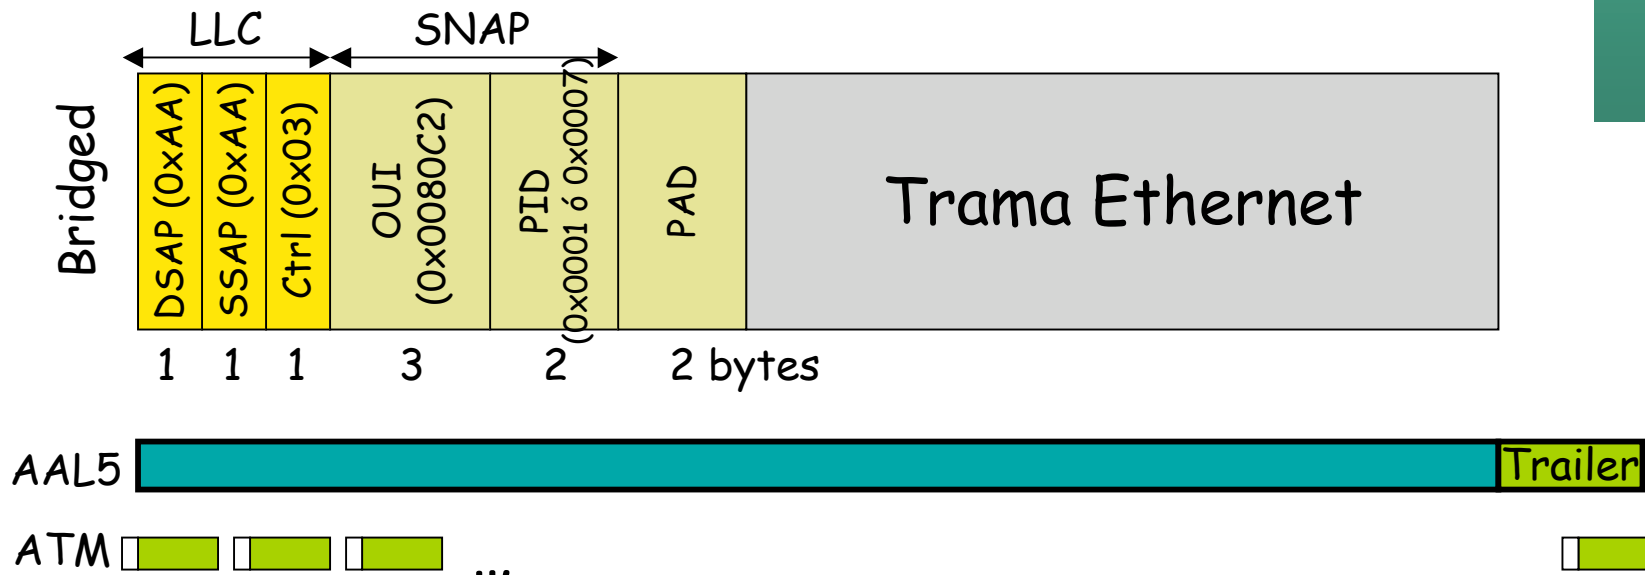 LLC
SNAP
Bridged
DSAP (0xAA)
SSAP (0xAA)
Ctrl (0x03)
OUI
(0x0080C2)
PID
(0x0001 ó 0x0007)
PAD
Trama Ethernet
1 1 1 3 2 2 bytes
AAL5
Trailer
ATM
...